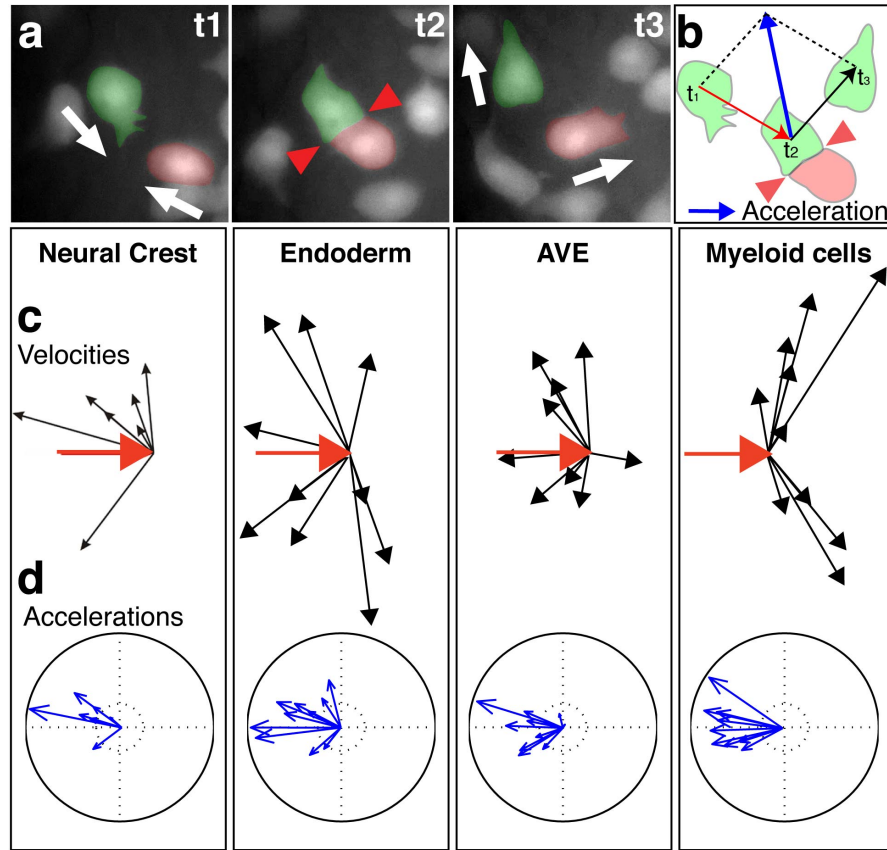 a t1 t2 t3 b
t1
t2
t3
Acceleration
Neural Crest Endoderm AVE Myeloid cells
c
Velocities
d
Accelerations